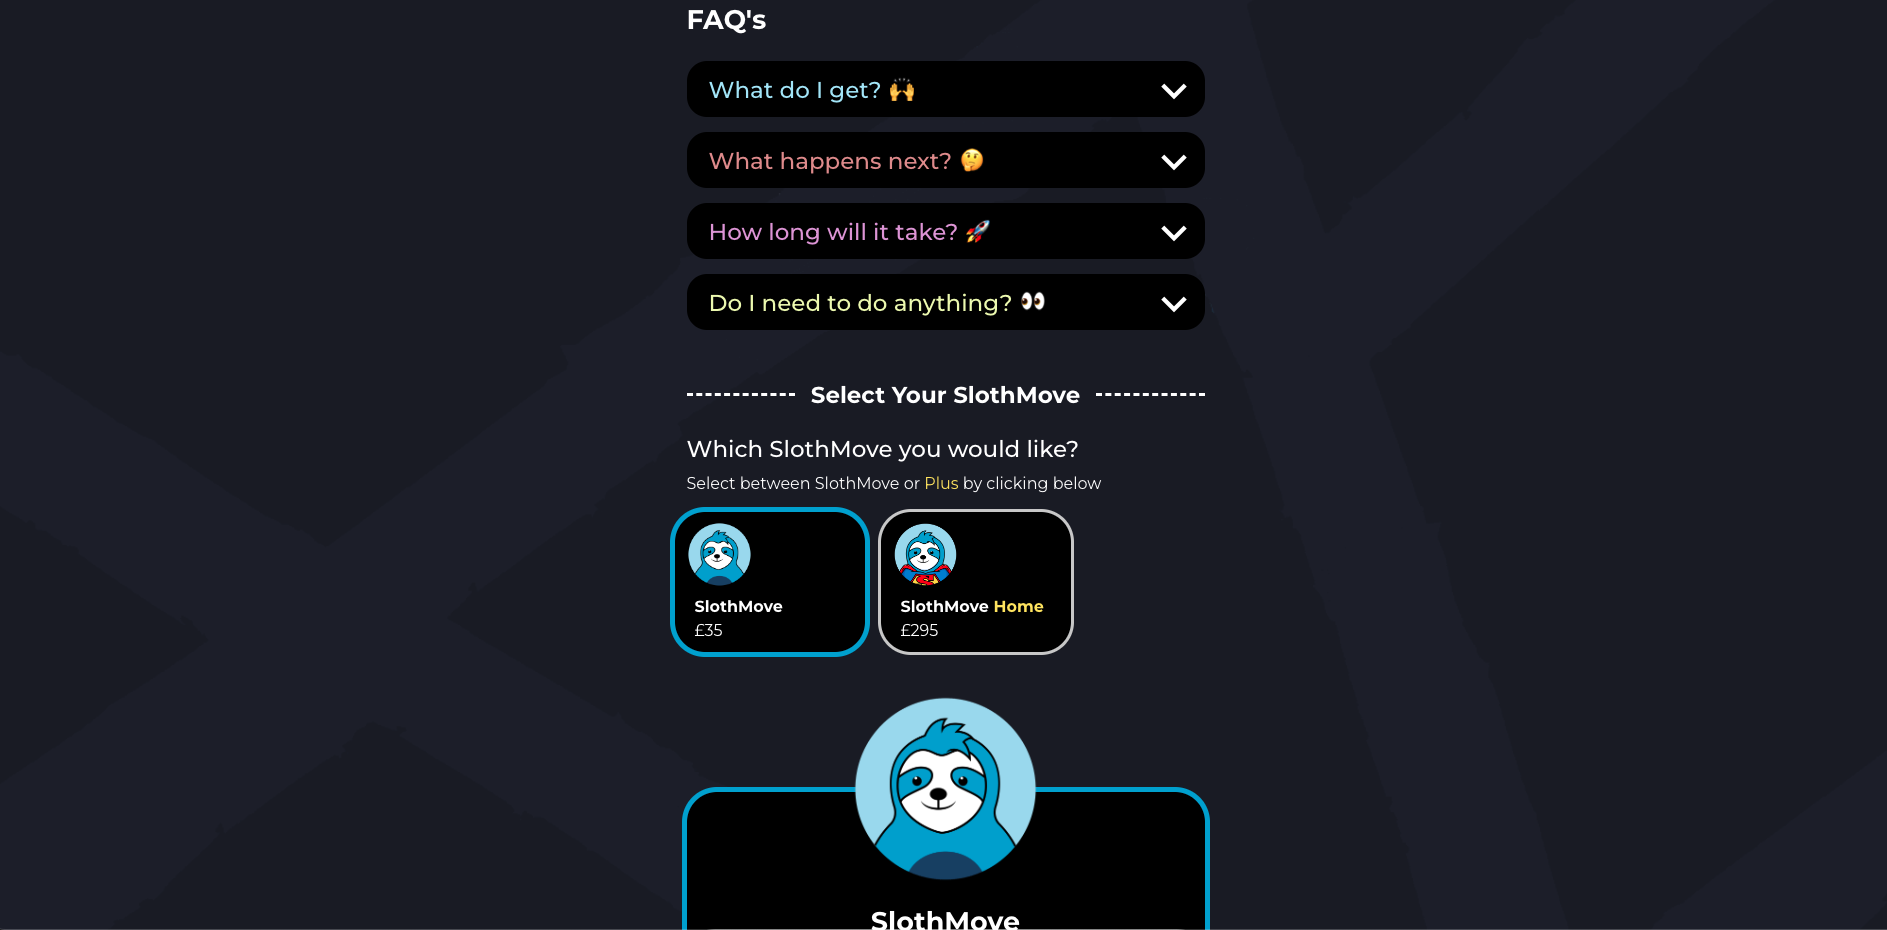 FAQ's
What do I get? 🙌
What happens next? 🤔
How long will it take? 🚀
Do I need to do anything? 👀
Select Your SlothMove
Which SlothMove you would like?
Select between SlothMove or Plus by clicking below
SlothMove
£35
SlothMove Home
£295
SlothMove